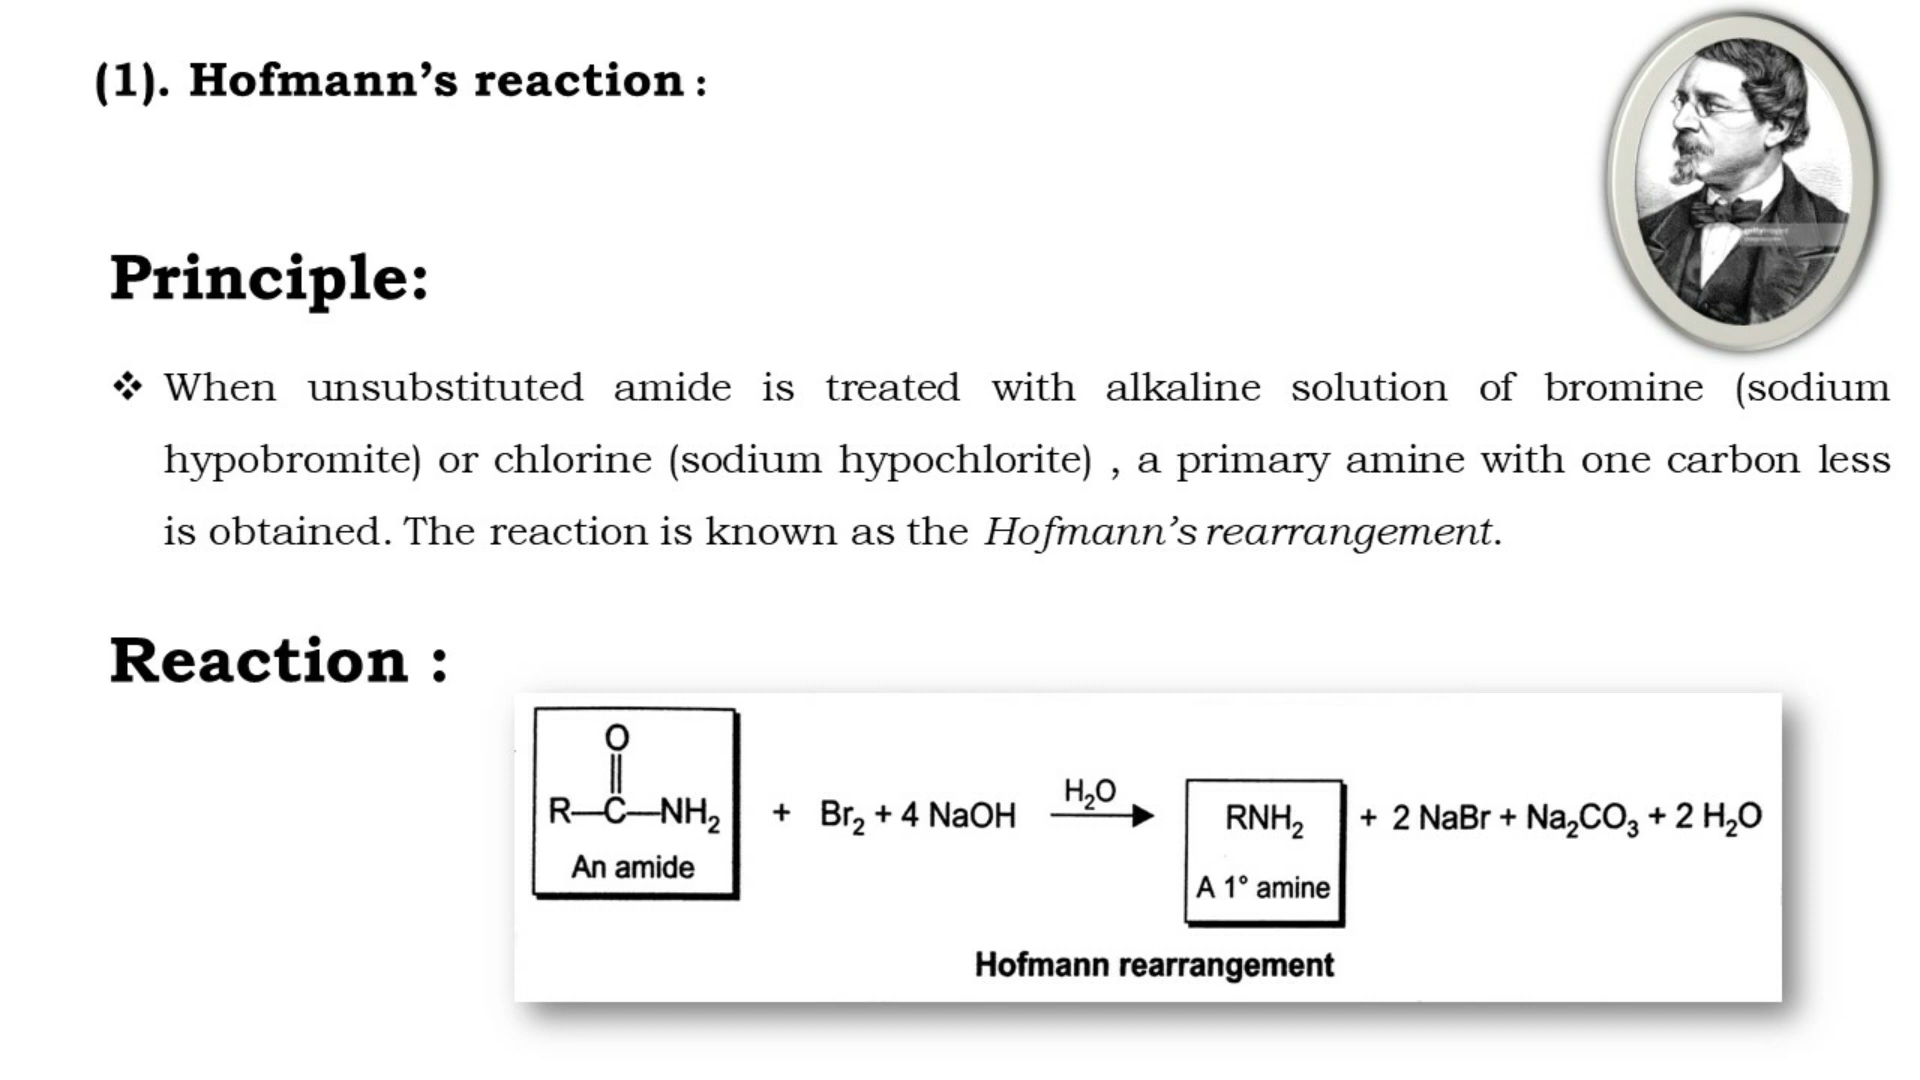 (1). Hofmann’s reaction :
Principle:
❖ When unsubstituted amide is treated with alkaline solution of bromine (sodium
hypobromite) or chlorine (sodium hypochlorite) , a primary amine with one carbon less
is obtained. The reaction is known as the Hofmann’s rearrangement.
Reaction :
O
R—C—NH₂ + Br₂ + 4 NaOH H₂O RNH₂ + 2 NaBr + Na₂CO₃ + 2 H₂O
An amide
A 1° amine
Hofmann rearrangement